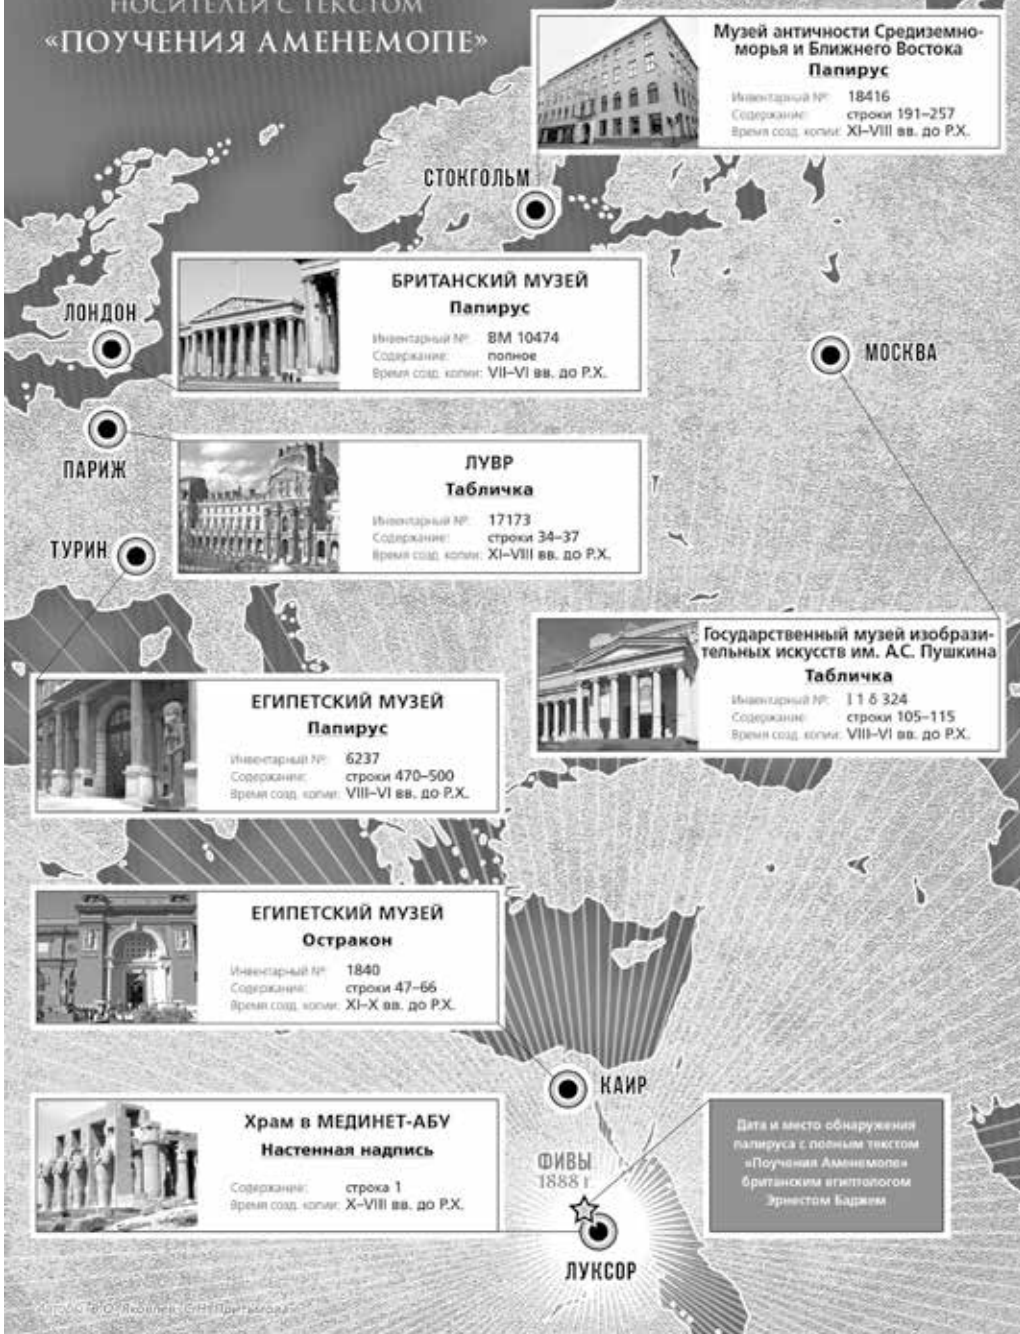 НОСИТЕЛЕЙ С ТЕКСТОМ
«ПОУЧЕНИЯ АМЕНЕМОПЕ»
Музей античности Средиземно-
морья и Ближнего Востока
Папирус
Инвентарный №: 18416
Содержание: строки 191–257
Время созд. копии: XI–VIII вв. до Р.Х.
СТОКГОЛЬМ
БРИТАНСКИЙ МУЗЕЙ
Папирус
Инвентарный №: BM 10474
Содержание: полное
Время созд. копии: VII–VI вв. до Р.Х.
ЛОНДОН
МОСКВА
ПАРИЖ
ЛУВР
Табличка
Инвентарный №: 17173
Содержание: строки 34–37
Время созд. копии: XI–VIII вв. до Р.Х.
ТУРИН
Государственный музей изобрази-
тельных искусств им. А.С. Пушкина
Табличка
Инвентарный №: I 1 δ 324
Содержание: строки 105–115
Время созд. копии: VIII–VI вв. до Р.Х.
ЕГИПЕТСКИЙ МУЗЕЙ
Папирус
Инвентарный №: 6237
Содержание: строки 470–500
Время созд. копии: VIII–VI вв. до Р.Х.
ЕГИПЕТСКИЙ МУЗЕЙ
Остракон
Инвентарный №: 1840
Содержание: строки 47–66
Время созд. копии: XI–X вв. до Р.Х.
КАИР
Храм в МЕДИНЕТ-АБУ
Настенная надпись
Содержание: строка 1
Время созд. копии: X–VIII вв. до Р.Х.
ФИВЫ
1888 г.
Дата и место обнаружения
папируса с полным текстом
«Поучения Аменемопе»
британским египтологом
Эрнестом Баджем
ЛУКСОР